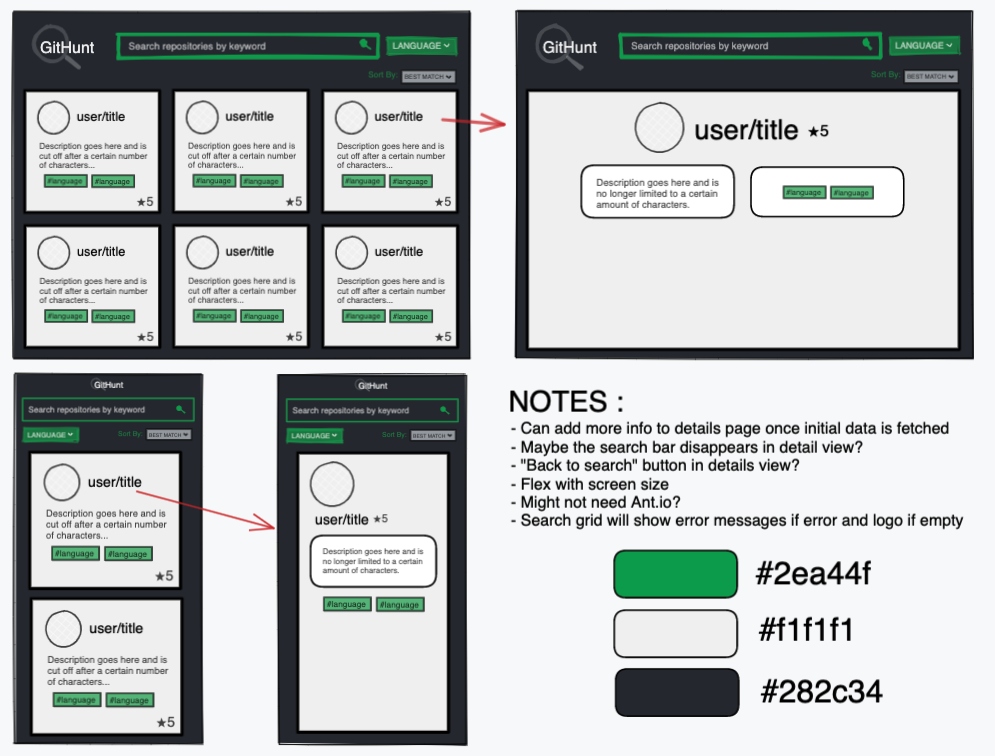 GitHunt
Search repositories by keyword
LANGUAGE
Sort By:
BEST MATCH
user/title
Description goes here and is
cut off after a certain number
of characters...
#language #language
★5
user/title
Description goes here and is
cut off after a certain number
of characters...
#language #language
★5
user/title
Description goes here and is
cut off after a certain number
of characters...
#language #language
★5
user/title
Description goes here and is
cut off after a certain number
of characters...
#language #language
★5
user/title
Description goes here and is
cut off after a certain number
of characters...
#language #language
★5
user/title
Description goes here and is
cut off after a certain number
of characters...
#language #language
★5
GitHunt
Search repositories by keyword
LANGUAGE
Sort By:
BEST MATCH
user/title ★5
Description goes here and is
no longer limited to a certain
amount of characters.
#language #language
GitHunt
Search repositories by keyword
LANGUAGE
Sort By:
BEST MATCH
user/title
Description goes here and is
cut off after a certain number
of characters...
#language #language
★5
user/title
Description goes here and is
cut off after a certain number
of characters...
#language #language
★5
GitHunt
Search repositories by keyword
LANGUAGE
Sort By:
BEST MATCH
user/title ★5
Description goes here and is
no longer limited to a certain
amount of characters.
#language #language
NOTES :
- Can add more info to details page once initial data is fetched
- Maybe the search bar disappears in detail view?
- "Back to search" button in details view?
- Flex with screen size
- Might not need Ant.io?
- Search grid will show error messages if error and logo if empty
#2ea44f
#f1f1f1
#282c34